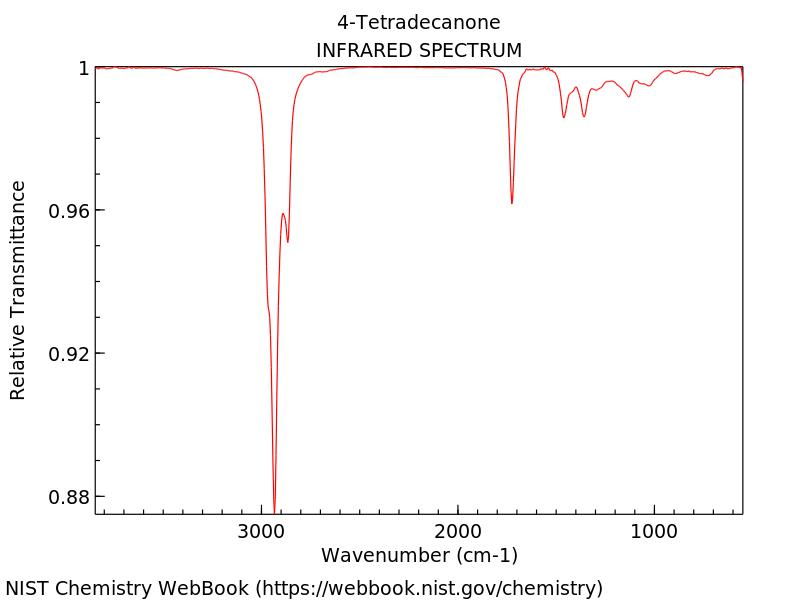 4-Tetradecanone
INFRARED SPECTRUM
1
0.96
0.92
0.88
Relative Transmittance
3000 2000 1000
Wavenumber (cm-1)
NIST Chemistry WebBook (https://webbook.nist.gov/chemistry)